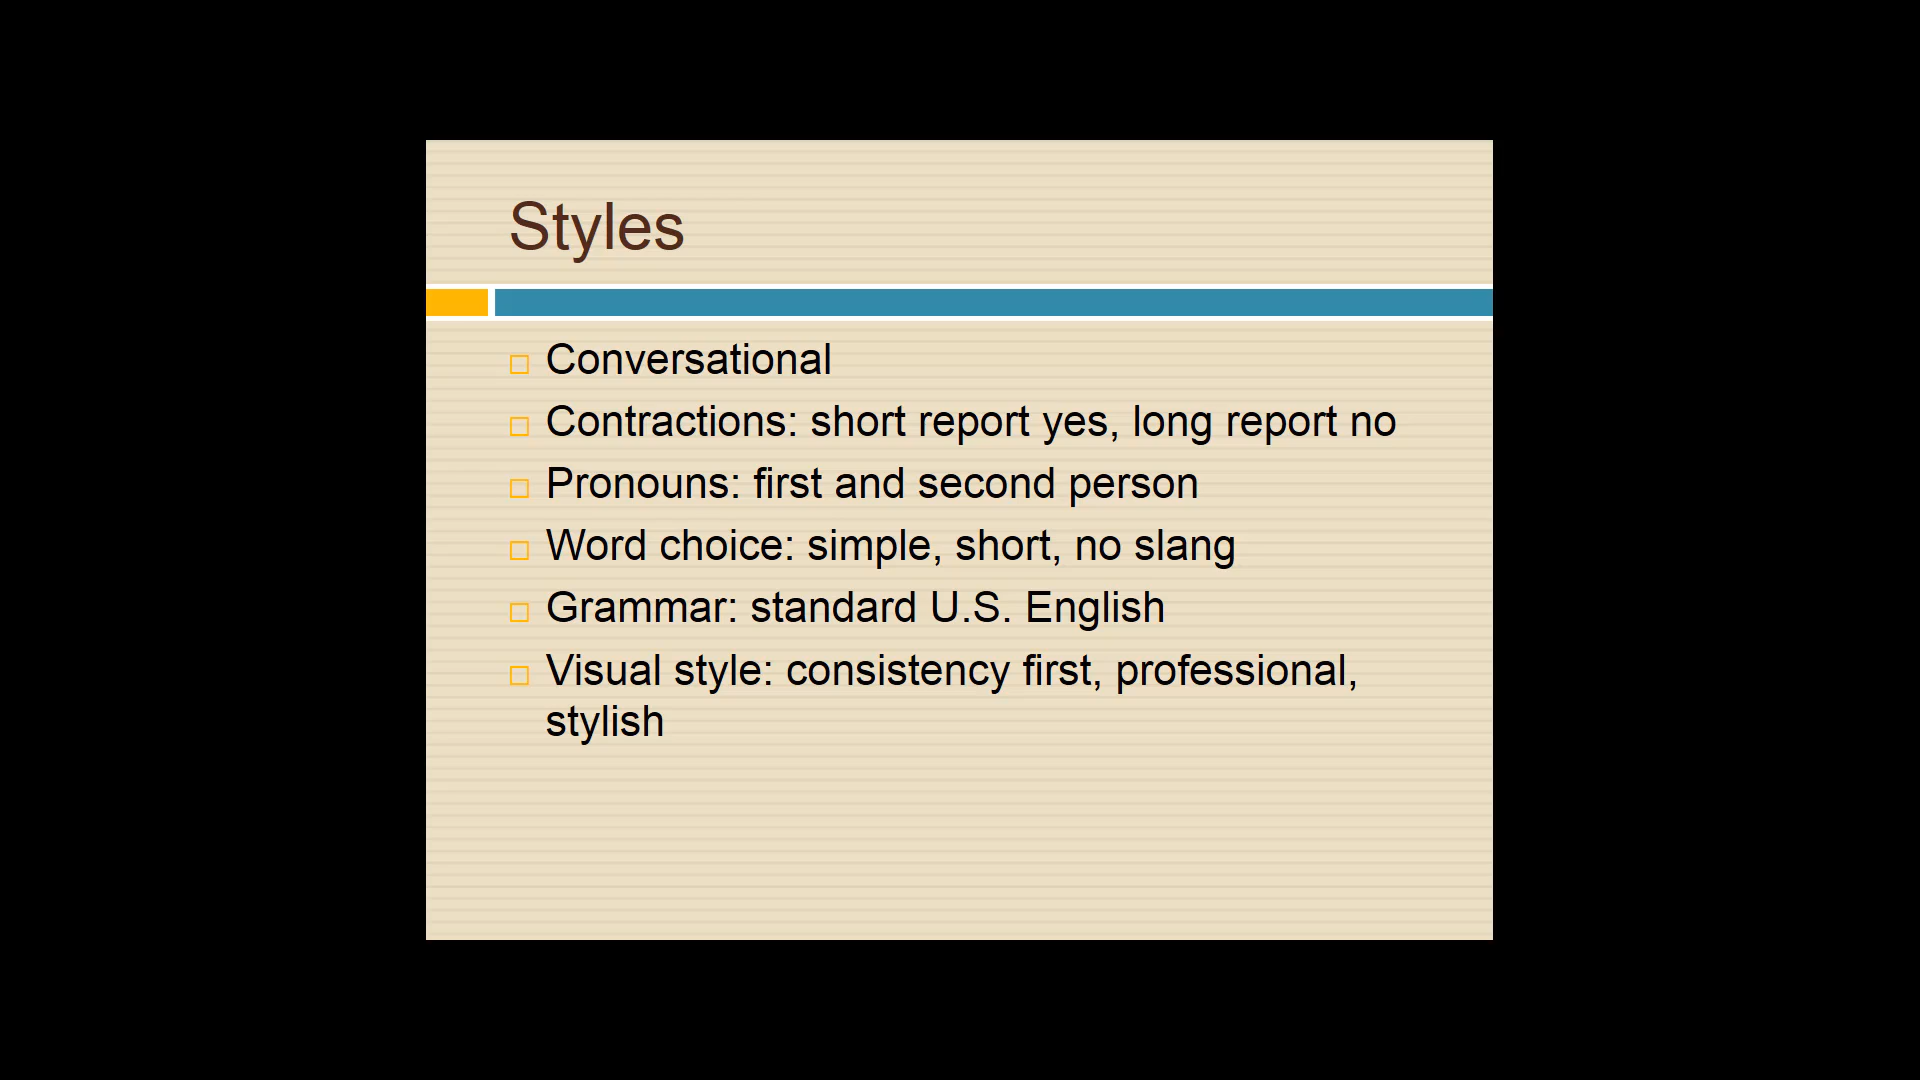 Styles
Conversational
Contractions: short report yes, long report no
Pronouns: first and second person
Word choice: simple, short, no slang
Grammar: standard U.S. English
Visual style: consistency first, professional,
stylish